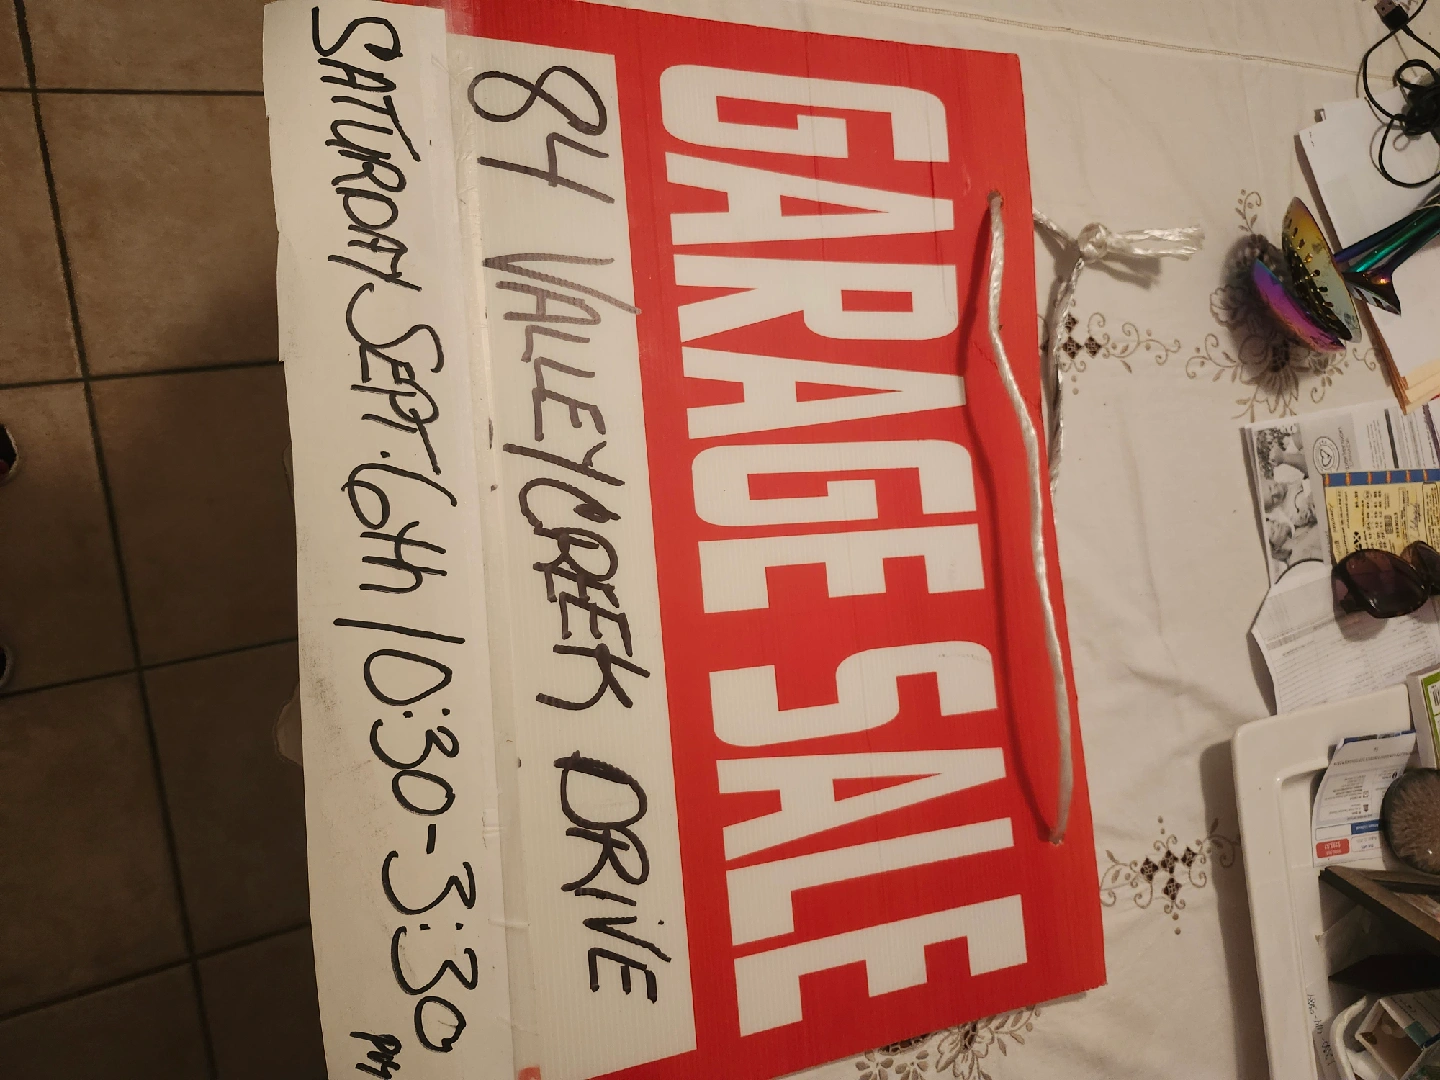 GARAGE SALE
84 VALLEYCREEK DRIVE
SATURDAY SEPT. 6th 10:30-3:30 PM